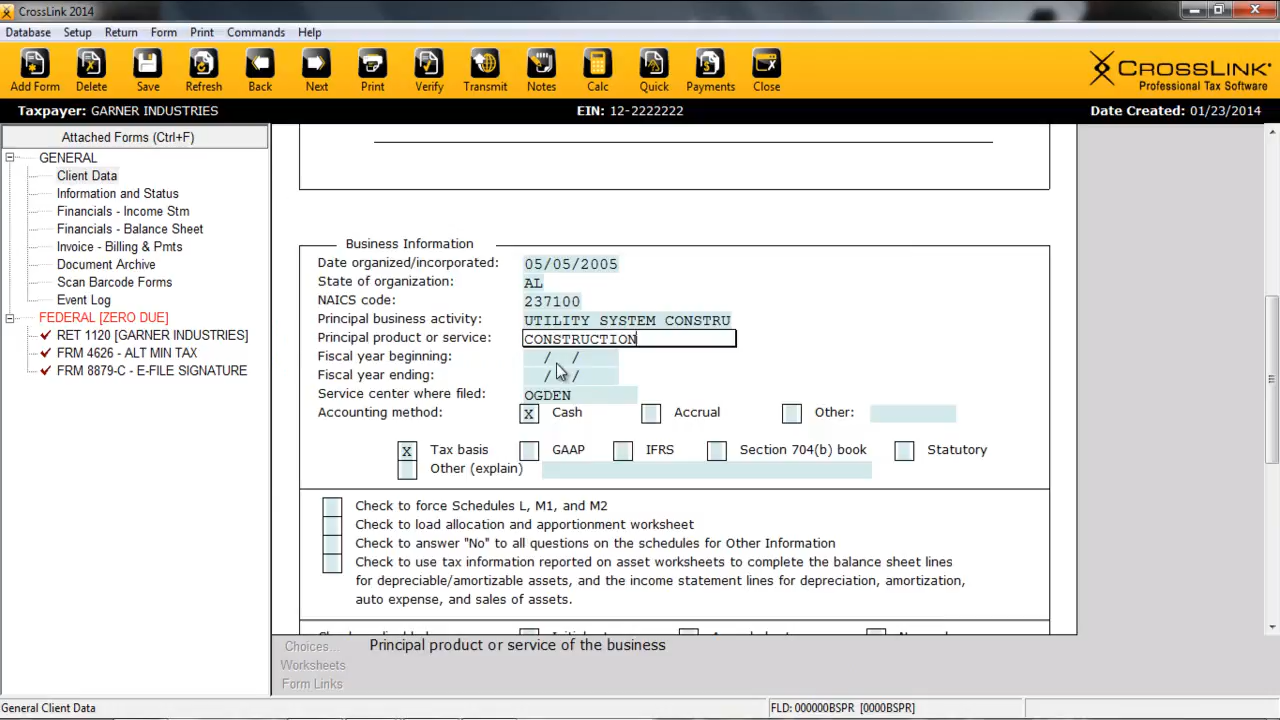 CrossLink 2014
Database Setup Return Form Print Commands Help
Add Form Delete Save Refresh Back Next Print Verify Transmit Notes Calc Quick Payments Close
CROSSLINK®
Professional Tax Software
Taxpayer: GARNER INDUSTRIES EIN: 12-2222222 Date Created: 01/23/2014
Attached Forms (Ctrl+F)
GENERAL
Client Data
Information and Status
Financials - Income Stm
Financials - Balance Sheet
Invoice - Billing & Pmts
Document Archive
Scan Barcode Forms
Event Log
FEDERAL [ZERO DUE]
RET 1120 [GARNER INDUSTRIES]
FRM 4626 - ALT MIN TAX
FRM 8879-C - E-FILE SIGNATURE
Business Information
Date organized/incorporated: 05/05/2005
State of organization: AL
NAICS code: 237100
Principal business activity: UTILITY SYSTEM CONSTRU
Principal product or service: CONSTRUCTION
Fiscal year beginning: / /
Fiscal year ending: / /
Service center where filed: OGDEN
Accounting method: X Cash Accrual Other:
X Tax basis GAAP IFRS Section 704(b) book Statutory
Other (explain)
Check to force Schedules L, M1, and M2
Check to load allocation and apportionment worksheet
Check to answer "No" to all questions on the schedules for Other Information
Check to use tax information reported on asset worksheets to complete the balance sheet lines
for depreciable/amortizable assets, and the income statement lines for depreciation, amortization,
auto expense, and sales of assets.
Choices... Principal product or service of the business
Worksheets
Form Links
General Client Data FLD: 000000BSPR [0000BSPR]